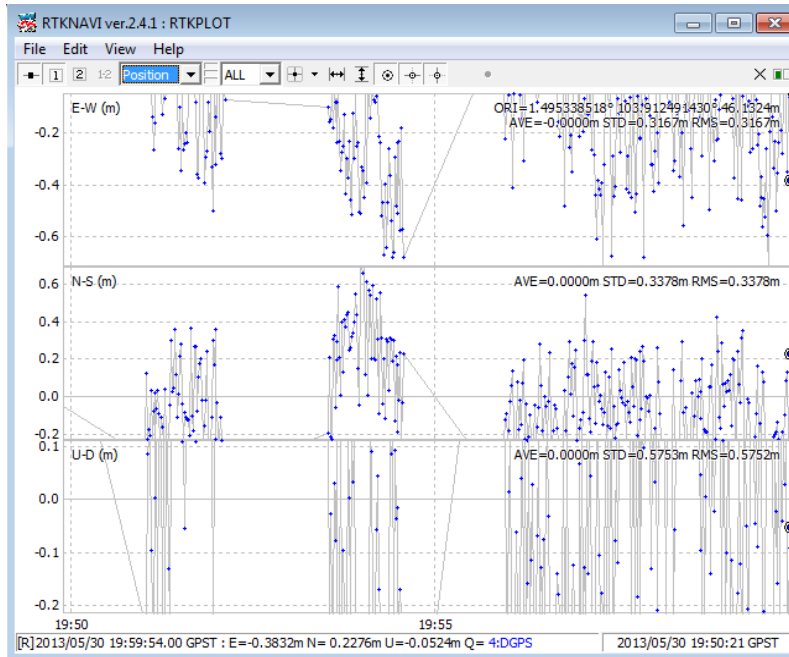 RTKNAVI ver.2.4.1 : RTKPLOT
File Edit View Help
1 2 1-2 Position ALL
E-W (m)
ORI=1.495338518° 103.912491430° 46.1324m
AVE=-0.0000m STD=0.3167m RMS=0.3167m
-0.2
-0.4
-0.6
N-S (m)
AVE=0.0000m STD=0.3378m RMS=0.3378m
0.6
0.4
0.2
0.0
-0.2
U-D (m)
AVE=0.0000m STD=0.5753m RMS=0.5752m
0.1
0.0
-0.1
-0.2
19:50 19:55
[R]2013/05/30 19:59:54.00 GPST : E=-0.3832m N= 0.2276m U=-0.0524m Q= 4:DGPS 2013/05/30 19:50:21 GPST